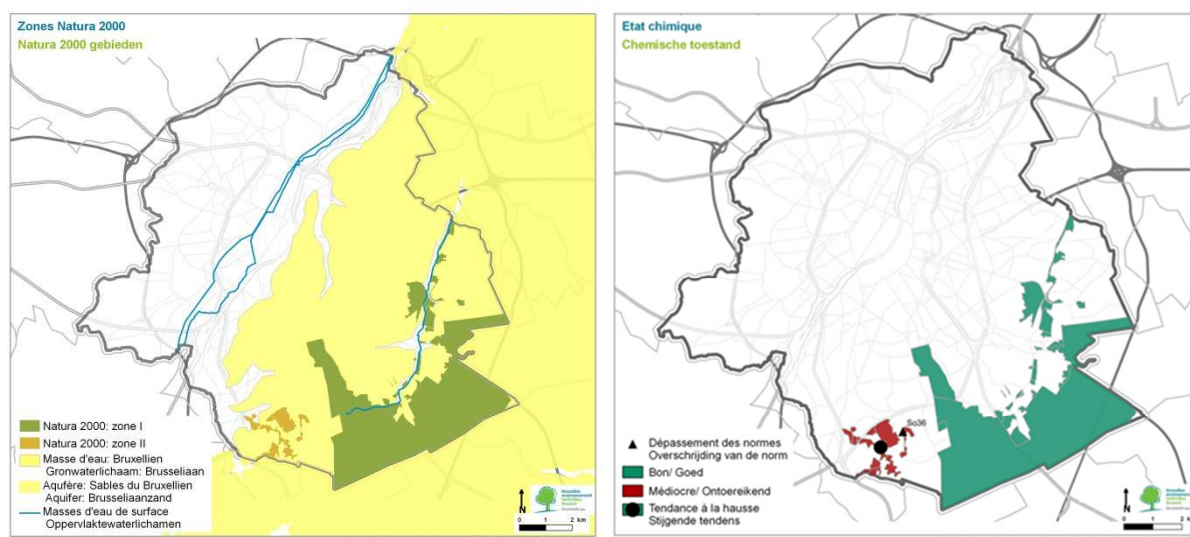 Zones Natura 2000
Natura 2000 gebieden
Natura 2000: zone I
Natura 2000: zone II
Masse d'eau: Bruxellien
Gronwaterlichaam: Brusseliaan
Aqufère: Sables du Bruxellien
Aquifer: Brusseliaanzand
Masses d'eau de surface
Oppervlaktewaterlichamen
N
0 1 2 km
Etat chimique
Chemische toestand
So36
Dépassement des normes
Overschrijding van de norm
Bon/ Goed
Médiocre/ Ontoereikend
Tendance à la hausse
Stijgende tendens
N
0 1 2 km